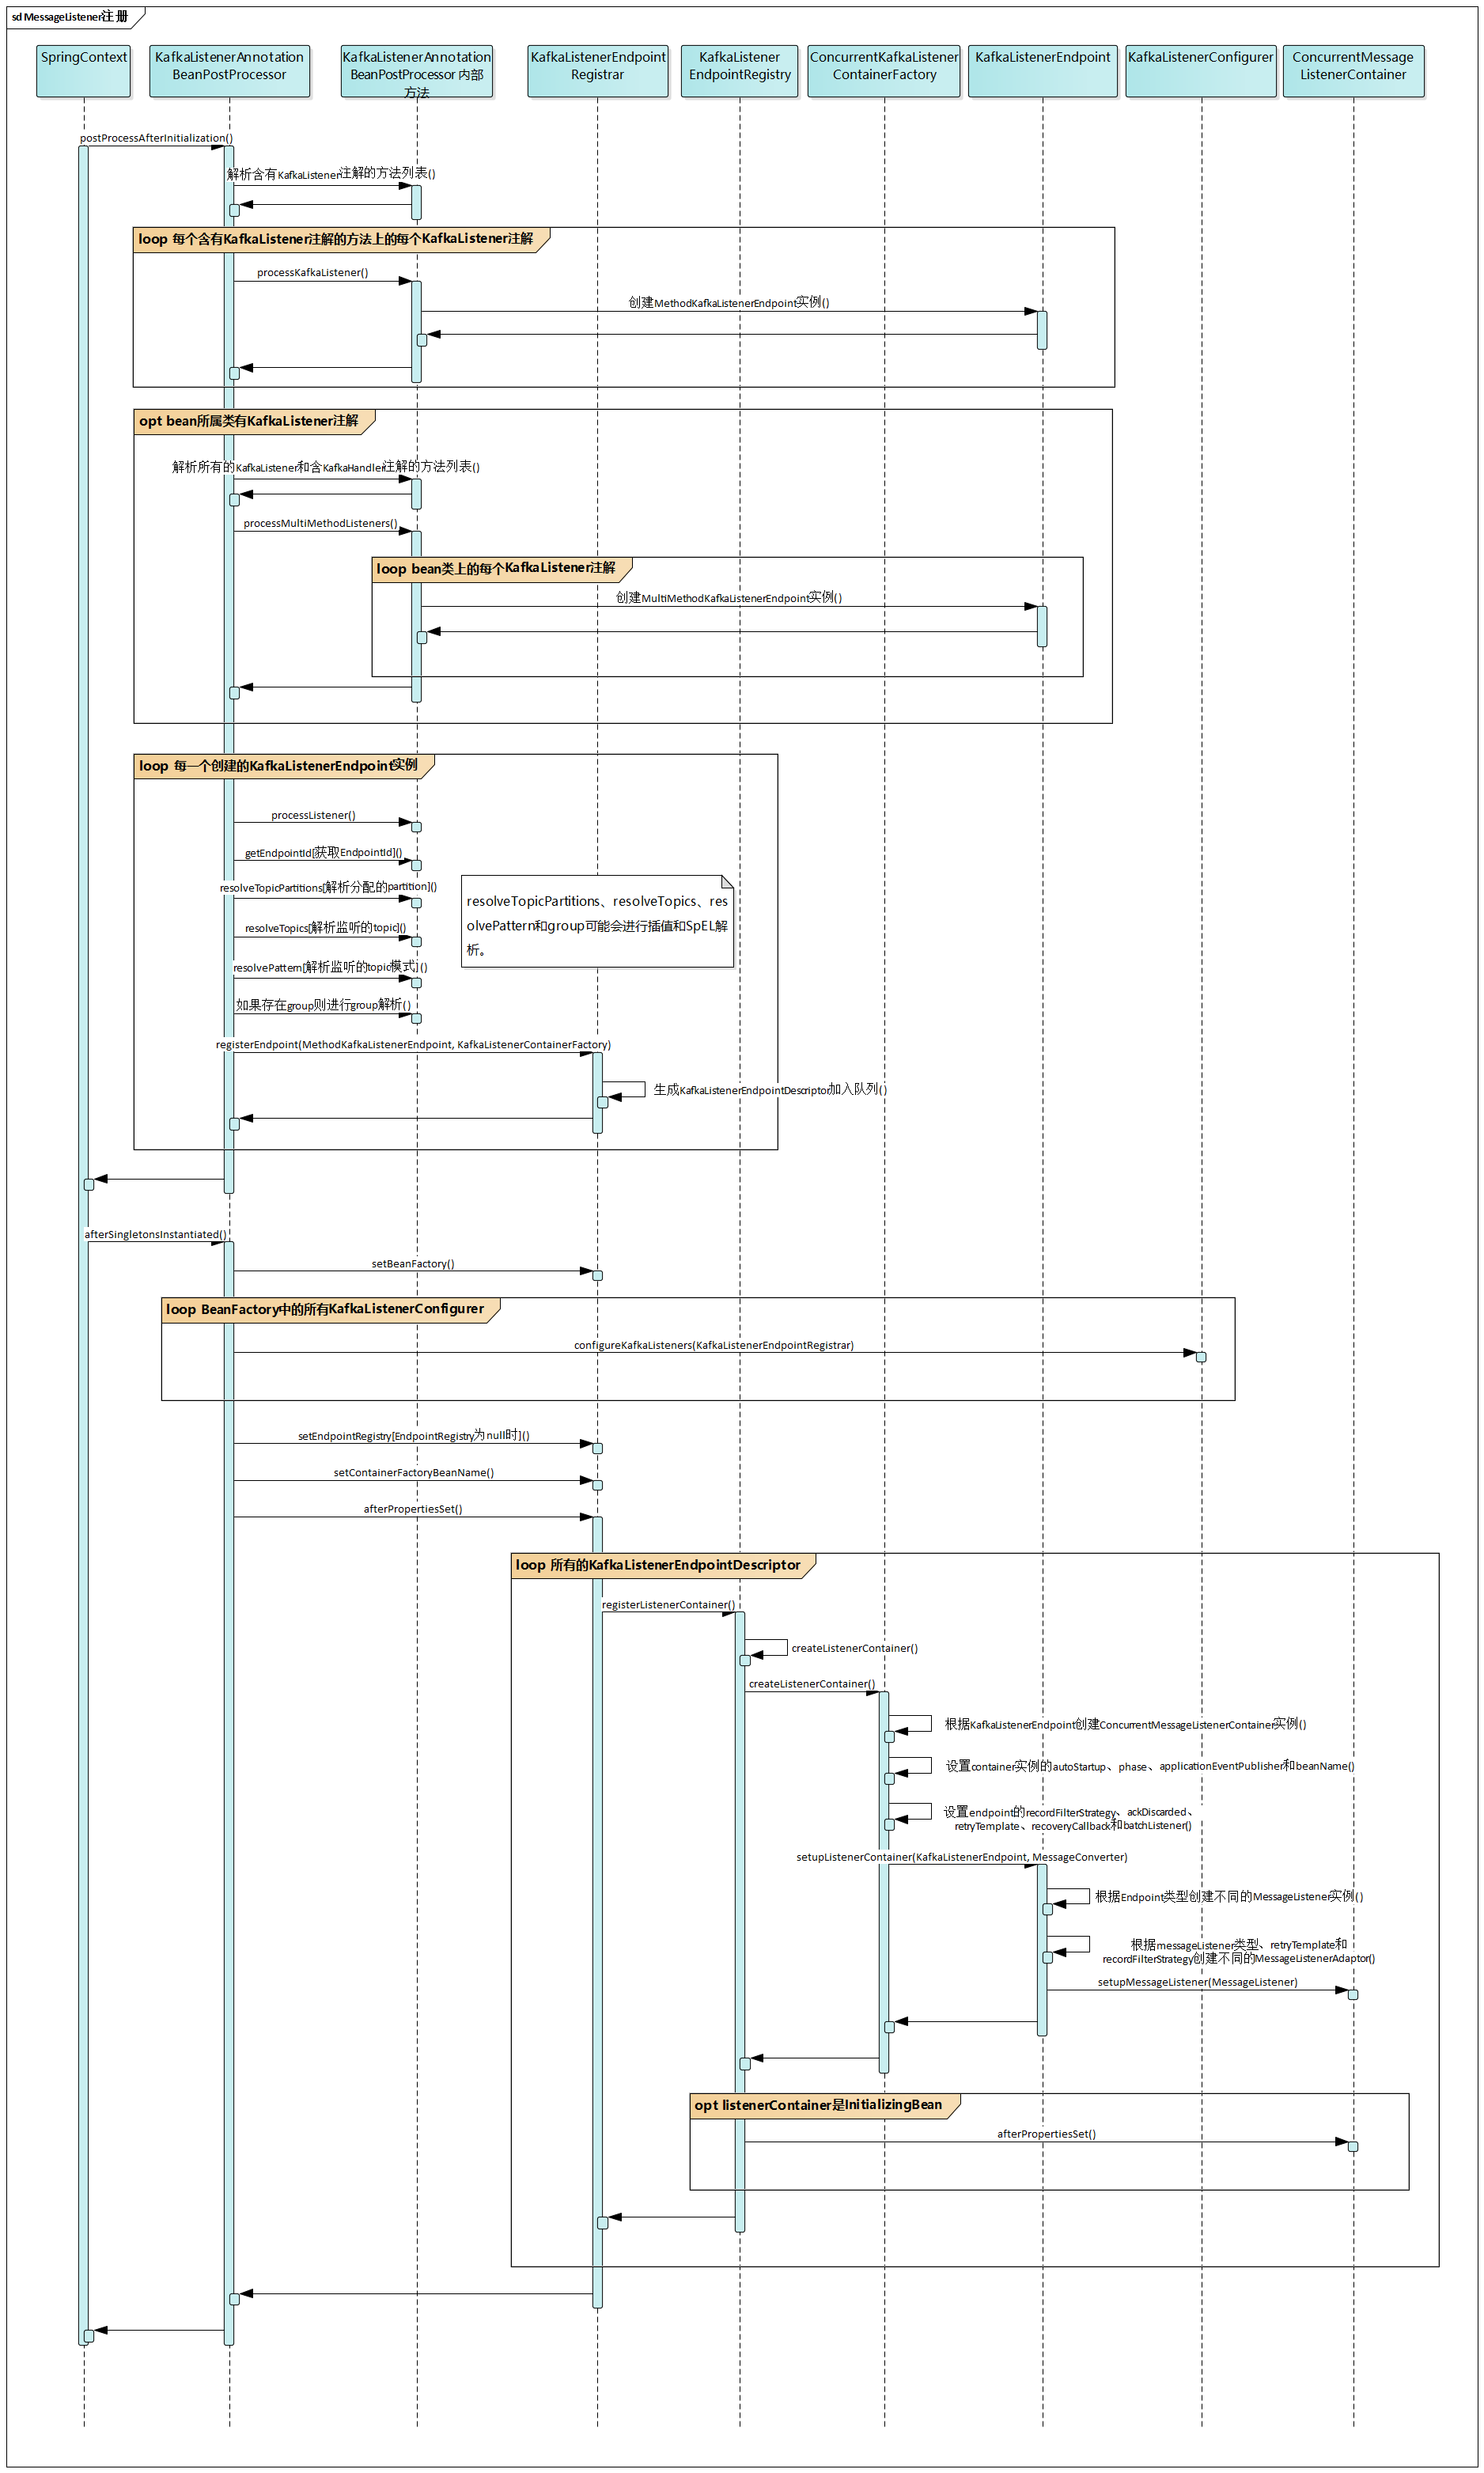 sd MessageListener注册
SpringContext
KafkaListenerAnnotation
BeanPostProcessor
KafkaListenerAnnotation
BeanPostProcessor 内部
方法
KafkaListenerEndpoint
Registrar
KafkaListener
EndpointRegistry
ConcurrentKafkaListener
ContainerFactory
KafkaListenerEndpoint
KafkaListenerConfigurer
ConcurrentMessage
ListenerContainer
postProcessAfterInitialization()
解析含有KafkaListener注解的方法列表()
loop 每个含有KafkaListener注解的方法上的每个KafkaListener注解
processKafkaListener()
创建MethodKafkaListenerEndpoint实例()
opt bean所属类有KafkaListener注解
解析所有的KafkaListener和含KafkaHandler注解的方法列表()
processMultiMethodListeners()
loop bean类上的每个KafkaListener注解
创建MultiMethodKafkaListenerEndpoint实例()
loop 每一个创建的KafkaListenerEndpoint实例
processListener()
getEndpointId[获取EndpointId]()
resolveTopicPartitions[解析分配的partition]()
resolveTopicPartitions、resolveTopics、res
olvePattern和group可能会进行插值和SpEL解
析。
resolveTopics[解析监听的topic]()
resolvePattern[解析监听的topic模式]()
如果存在group则进行group解析()
registerEndpoint(MethodKafkaListenerEndpoint, KafkaListenerContainerFactory)
生成KafkaListenerEndpointDescriptor加入队列()
afterSingletonsInstantiated()
setBeanFactory()
loop BeanFactory中的所有KafkaListenerConfigurer
configureKafkaListeners(KafkaListenerEndpointRegistrar)
setEndpointRegistry[EndpointRegistry为null时]()
setContainerFactoryBeanName()
afterPropertiesSet()
loop 所有的KafkaListenerEndpointDescriptor
registerListenerContainer()
createListenerContainer()
createListenerContainer()
根据KafkaListenerEndpoint创建ConcurrentMessageListenerContainer实例()
设置container实例的autoStartup、phase、applicationEventPublisher和beanName()
设置endpoint的recordFilterStrategy、ackDiscarded、
retryTemplate、recoveryCallback和batchListener()
setupListenerContainer(KafkaListenerEndpoint, MessageConverter)
根据Endpoint类型创建不同的MessageListener实例()
根据messageListener类型、retryTemplate和
recordFilterStrategy创建不同的MessageListenerAdaptor()
setupMessageListener(MessageListener)
opt listenerContainer是InitializingBean
afterPropertiesSet()